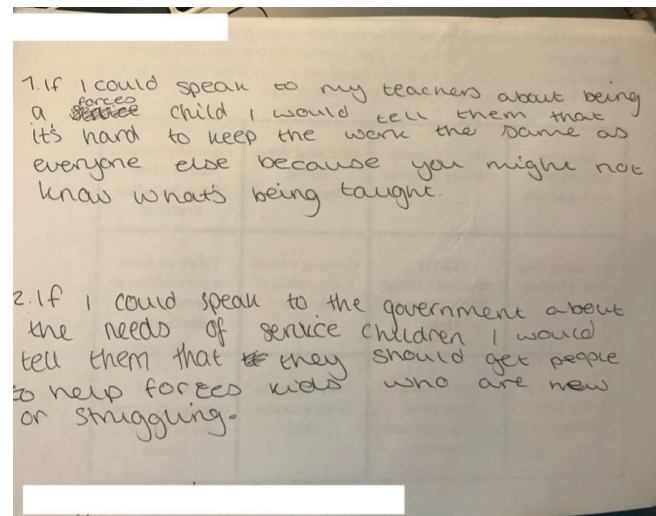 1. If I could speak to my teachers about being
a forces child I would tell them that
it's hard to keep the work the same as
everyone else because you might not
know what's being taught.
2. If I could speak to the government about
the needs of service children I would
tell them that they should get people
to help forces kids who are new
or struggling.